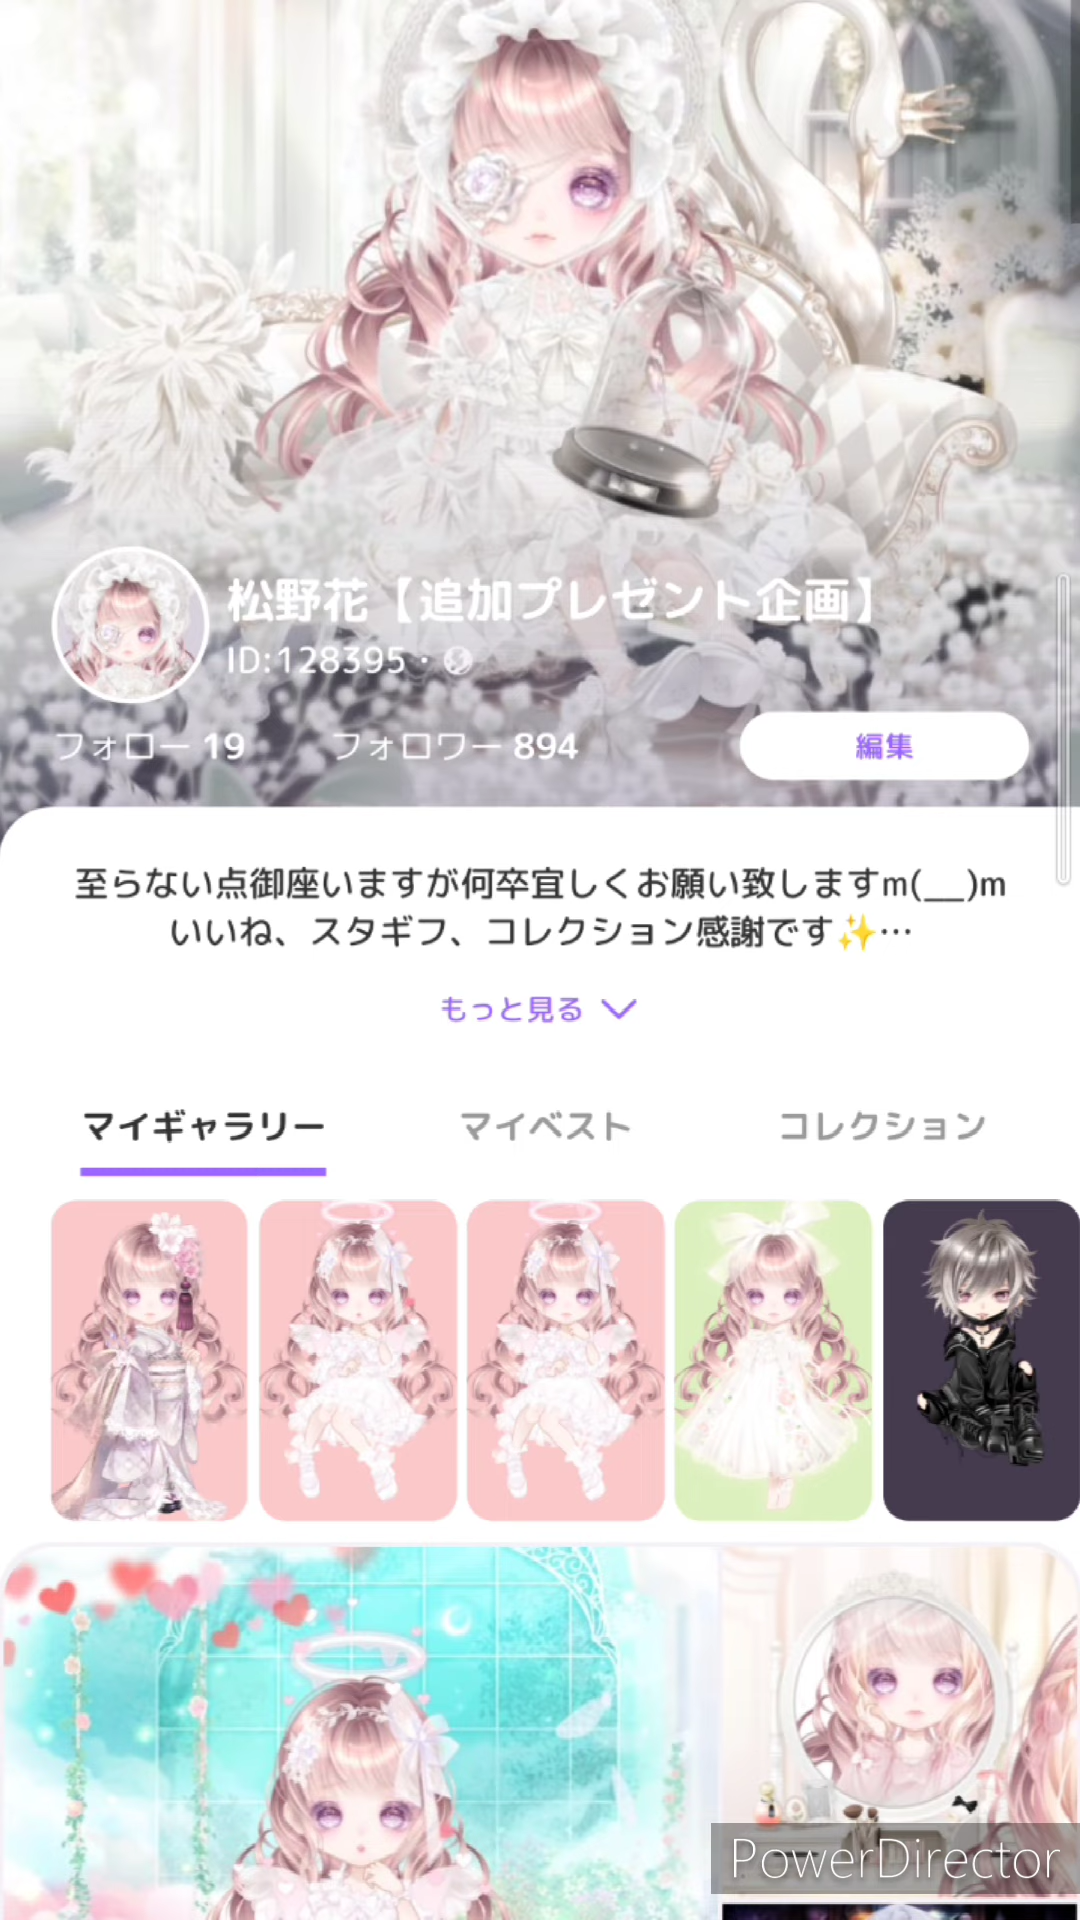 松野花【追加プレゼント企画】
ID:128395・
フォロー 19 フォロワー 894
編集
至らない点御座いますが何卒宜しくお願い致しますm(__)m
いいね、スタギフ、コレクション感謝です✨…
もっと見る
マイギャラリー マイベスト コレクション
PowerDirector